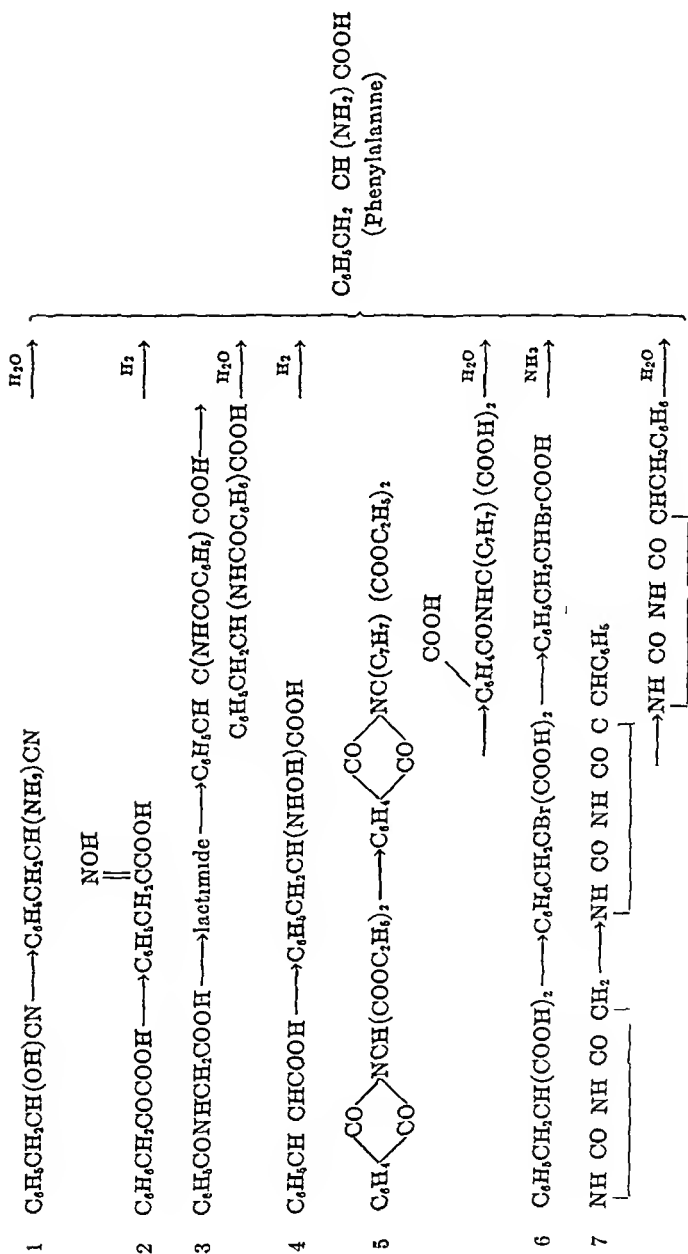 1 C₆H₅CH₂CH(OH)CN⟶C₆H₅CH₂CH(NH₂)CN H₂O⟶
NOH
||
2 C₆H₅CH₂COCOOH⟶C₆H₅CH₂CCOOH H₂⟶
3 C₆H₅CONHCH₂COOH⟶lactimide⟶C₆H₅CH C(NHCOC₆H₅) COOH⟶
C₆H₅CH₂CH(NHCOC₆H₅)COOH H₂O⟶
4 C₆H₅CH CHCOOH⟶C₆H₅CH₂CH(NHOH)COOH H₂⟶
C₆H₅CH₂ CH(NH₂) COOH
(Phenylalanine)
CO CO
5 C₆H₄ NCH(COOC₂H₅)₂⟶C₆H₄ NC(C₇H₇) (COOC₂H₅)₂
CO CO
COOH
⟶C₆H₄CONHC(C₇H₇) (COOH)₂ H₂O⟶
6 C₆H₅CH₂CH(COOH)₂⟶C₆H₅CH₂CBr(COOH)₂⟶C₆H₅CH₂CHBrCOOH NH₃⟶
7 NH CO NH CO CH₂⟶NH CO NH CO C CHC₆H₅
⟶NH CO NH CO CHCH₂C₆H₅ H₂O⟶